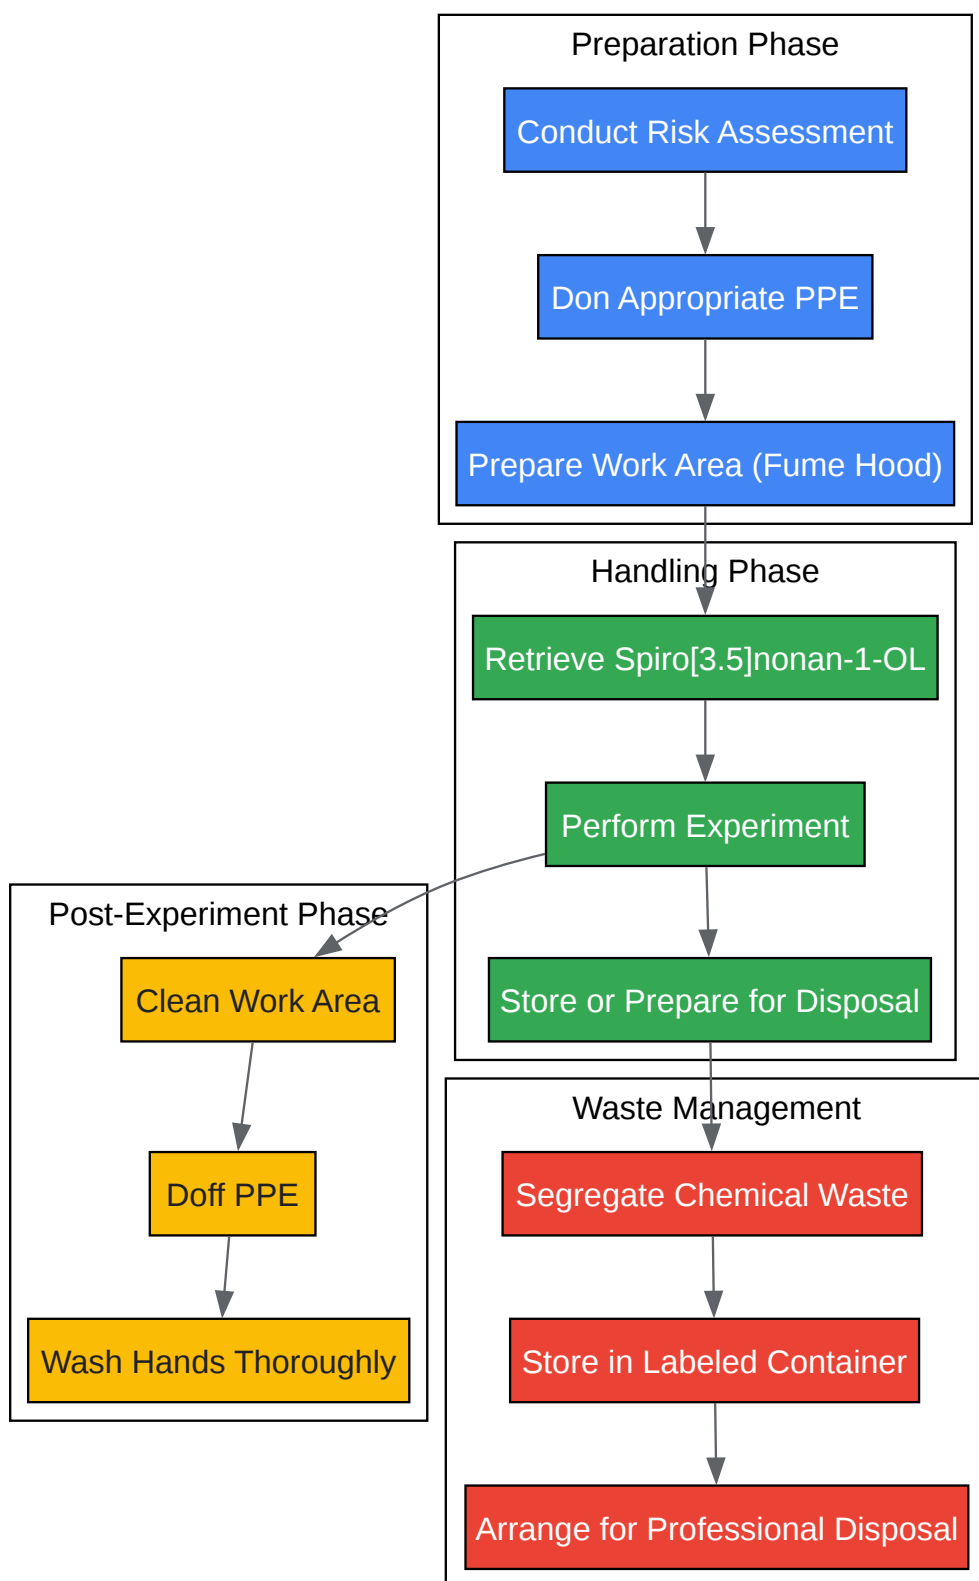 Preparation Phase
Conduct Risk Assessment
Don Appropriate PPE
Prepare Work Area (Fume Hood)
Handling Phase
Retrieve Spiro[3.5]nonan-1-OL
Perform Experiment
Store or Prepare for Disposal
Post-Experiment Phase
Clean Work Area
Doff PPE
Wash Hands Thoroughly
Waste Management
Segregate Chemical Waste
Store in Labeled Container
Arrange for Professional Disposal